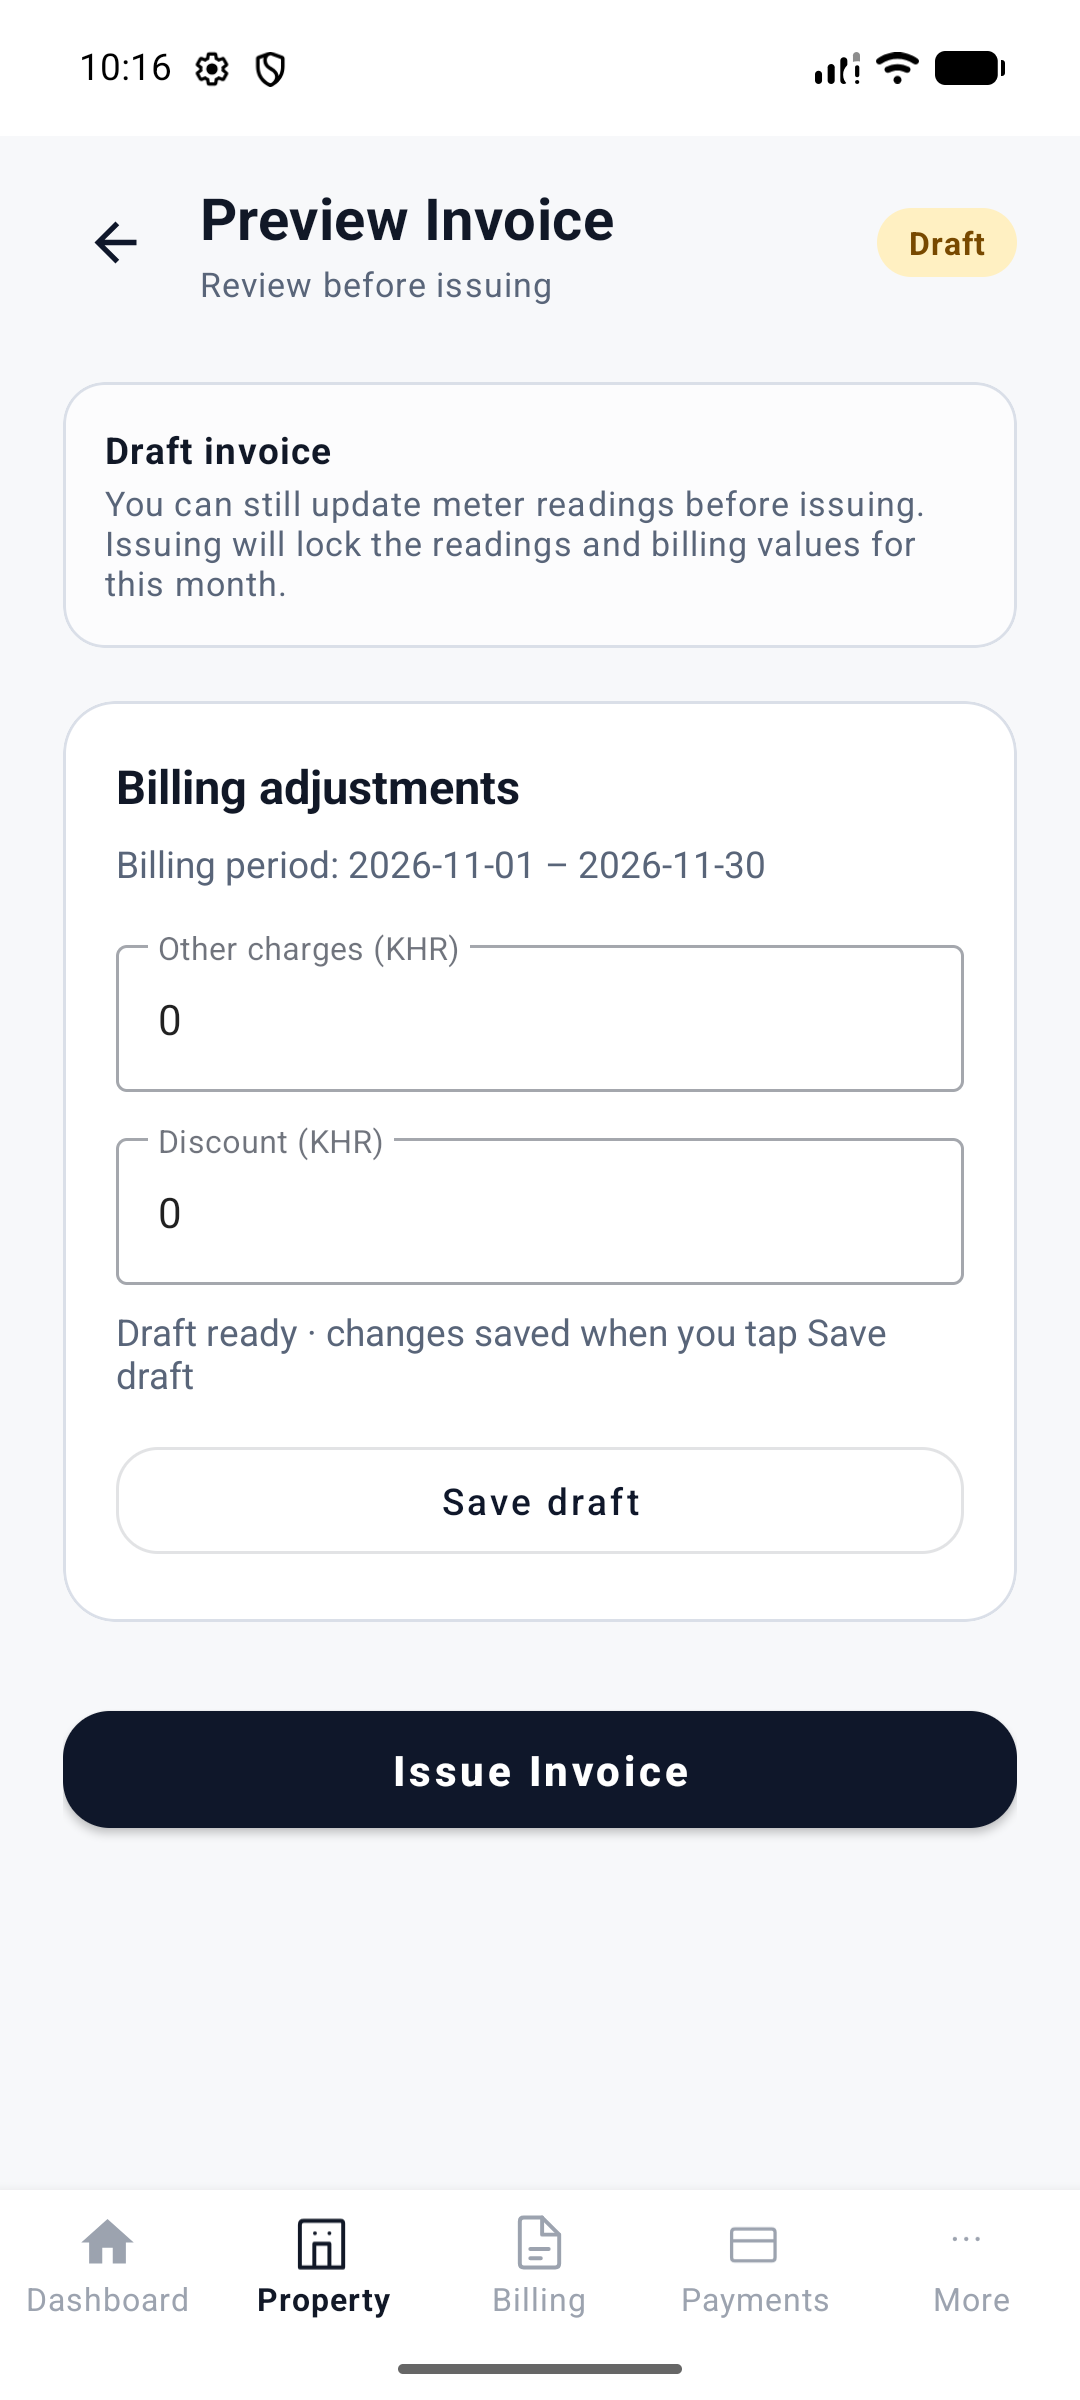 10:16
Preview Invoice
Review before issuing
Draft
Draft invoice
You can still update meter readings before issuing.
Issuing will lock the readings and billing values for
this month.
Billing adjustments
Billing period: 2026-11-01 – 2026-11-30
Other charges (KHR)
0
Discount (KHR)
0
Draft ready · changes saved when you tap Save
draft
Save draft
Issue Invoice
Dashboard
Property
Billing
Payments
More